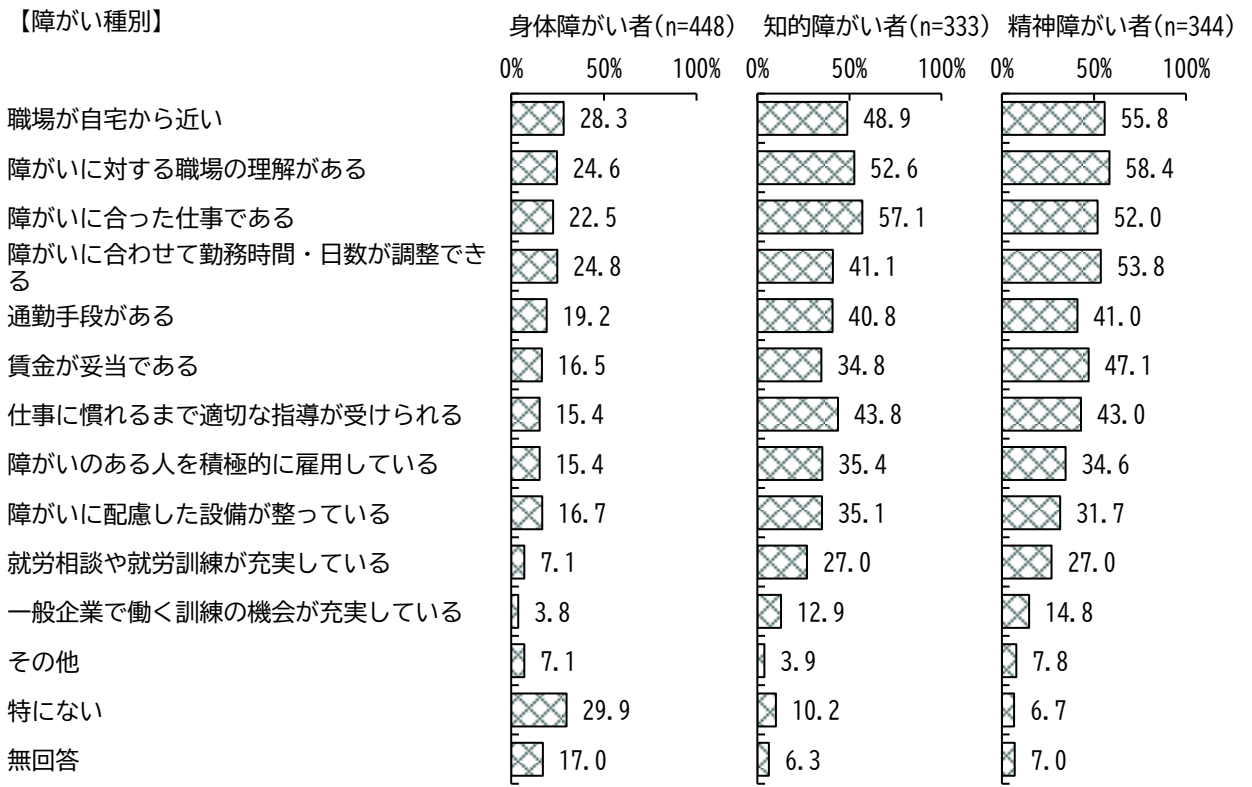 【障がい種別】
身体障がい者(n=448) 知的障がい者(n=333) 精神障がい者(n=344)
0% 50% 100% 0% 50% 100% 0% 50% 100%
職場が自宅から近い 28.3 48.9 55.8
障がいに対する職場の理解がある 24.6 52.6 58.4
障がいに合った仕事である 22.5 57.1 52.0
障がいに合わせて勤務時間・日数が調整でき
る 24.8 41.1 53.8
通勤手段がある 19.2 40.8 41.0
賃金が妥当である 16.5 34.8 47.1
仕事に慣れるまで適切な指導が受けられる 15.4 43.8 43.0
障がいのある人を積極的に雇用している 15.4 35.4 34.6
障がいに配慮した設備が整っている 16.7 35.1 31.7
就労相談や就労訓練が充実している 7.1 27.0 27.0
一般企業で働く訓練の機会が充実している 3.8 12.9 14.8
その他 7.1 3.9 7.8
特にない 29.9 10.2 6.7
無回答 17.0 6.3 7.0